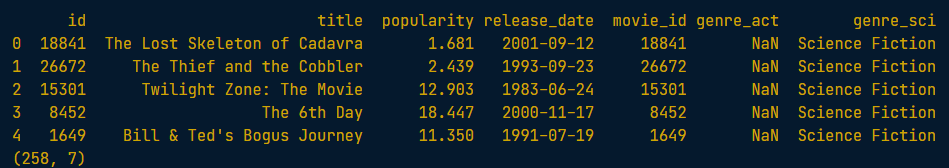 id title popularity release_date movie_id genre_act genre_sci
0 18841 The Lost Skeleton of Cadavra 1.681 2001-09-12 18841 NaN Science Fiction
1 26672 The Thief and the Cobbler 2.439 1993-09-23 26672 NaN Science Fiction
2 15301 Twilight Zone: The Movie 12.903 1983-06-24 15301 NaN Science Fiction
3 8452 The 6th Day 18.447 2000-11-17 8452 NaN Science Fiction
4 1649 Bill & Ted's Bogus Journey 11.350 1991-07-19 1649 NaN Science Fiction
(258, 7)